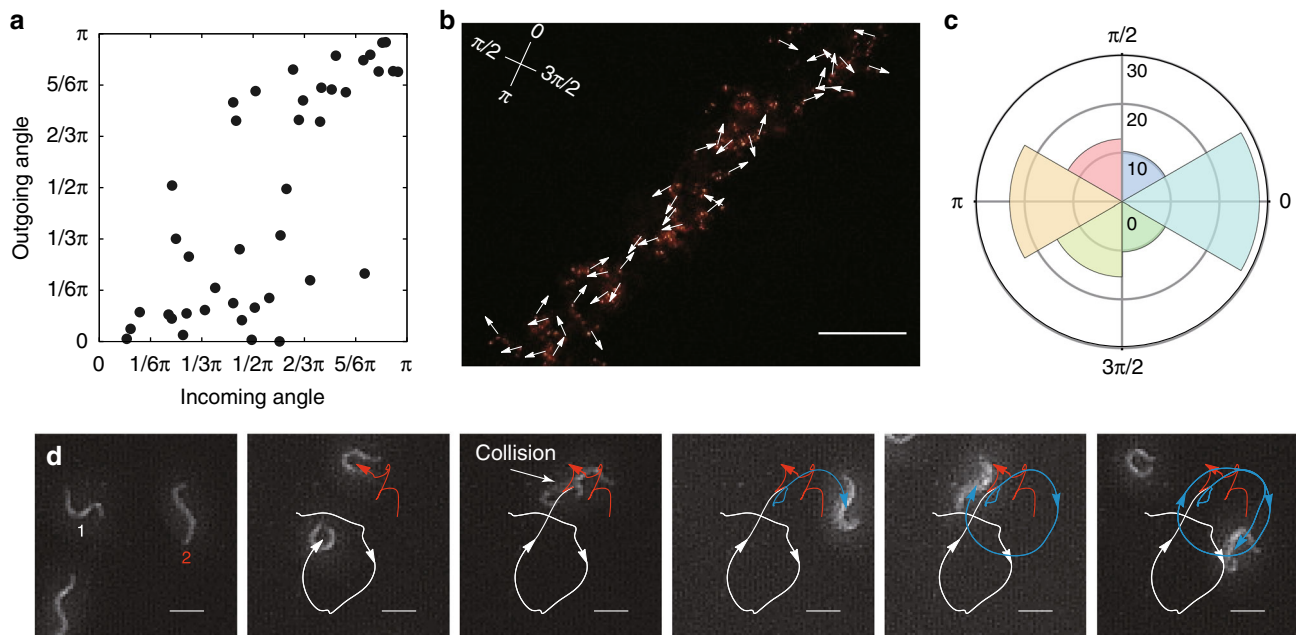 a
π
5/6π
2/3π
1/2π
1/3π
1/6π
0
Outgoing angle
0 1/6π 1/3π 1/2π 2/3π 5/6π π
Incoming angle
b
0
π/2
3π/2
π
c
π/2
30
20
10
0
π
0
3π/2
d
1
2
Collision